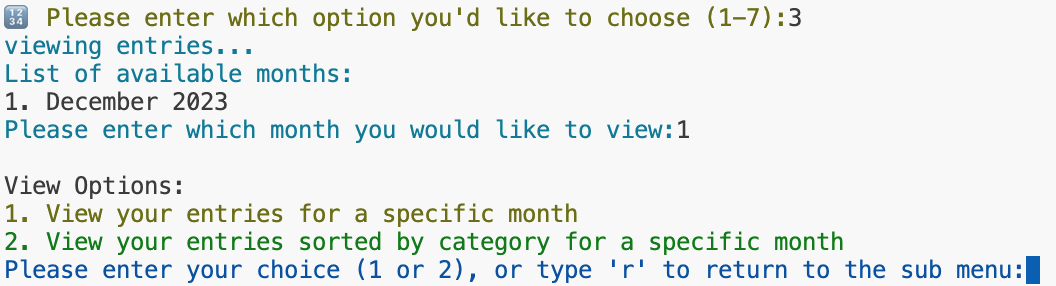 🔢 Please enter which option you'd like to choose (1-7):3
viewing entries...
List of available months:
1. December 2023
Please enter which month you would like to view:1
View Options:
1. View your entries for a specific month
2. View your entries sorted by category for a specific month
Please enter your choice (1 or 2), or type 'r' to return to the sub menu: